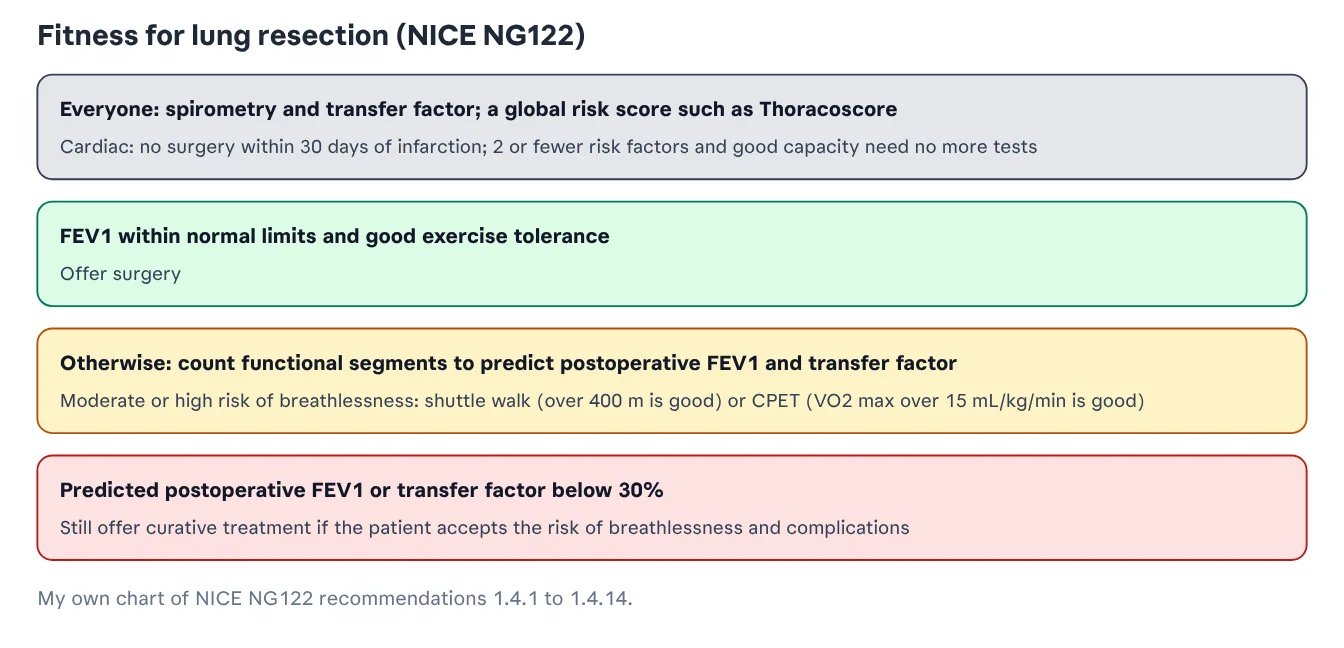 Fitness for lung resection (NICE NG122)
Everyone: spirometry and transfer factor; a global risk score such as Thoracoscore
Cardiac: no surgery within 30 days of infarction; 2 or fewer risk factors and good capacity need no more tests
FEV1 within normal limits and good exercise tolerance
Offer surgery
Otherwise: count functional segments to predict postoperative FEV1 and transfer factor
Moderate or high risk of breathlessness: shuttle walk (over 400 m is good) or CPET (VO2 max over 15 mL/kg/min is good)
Predicted postoperative FEV1 or transfer factor below 30%
Still offer curative treatment if the patient accepts the risk of breathlessness and complications
My own chart of NICE NG122 recommendations 1.4.1 to 1.4.14.